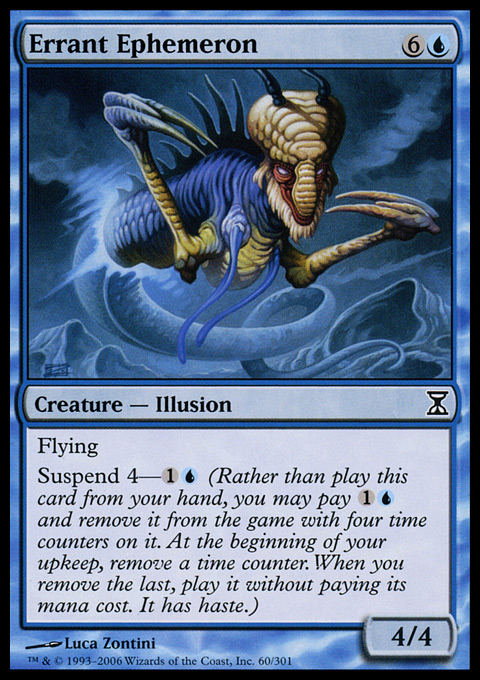 Errant Ephemeron 6
Creature — Illusion
Flying
Suspend 4—1 (Rather than play this
card from your hand, you may pay 1
and remove it from the game with four time
counters on it. At the beginning of your
upkeep, remove a time counter. When you
remove the last, play it without paying its
mana cost. It has haste.)
4/4
Luca Zontini
™ & © 1993–2006 Wizards of the Coast, Inc. 60/301